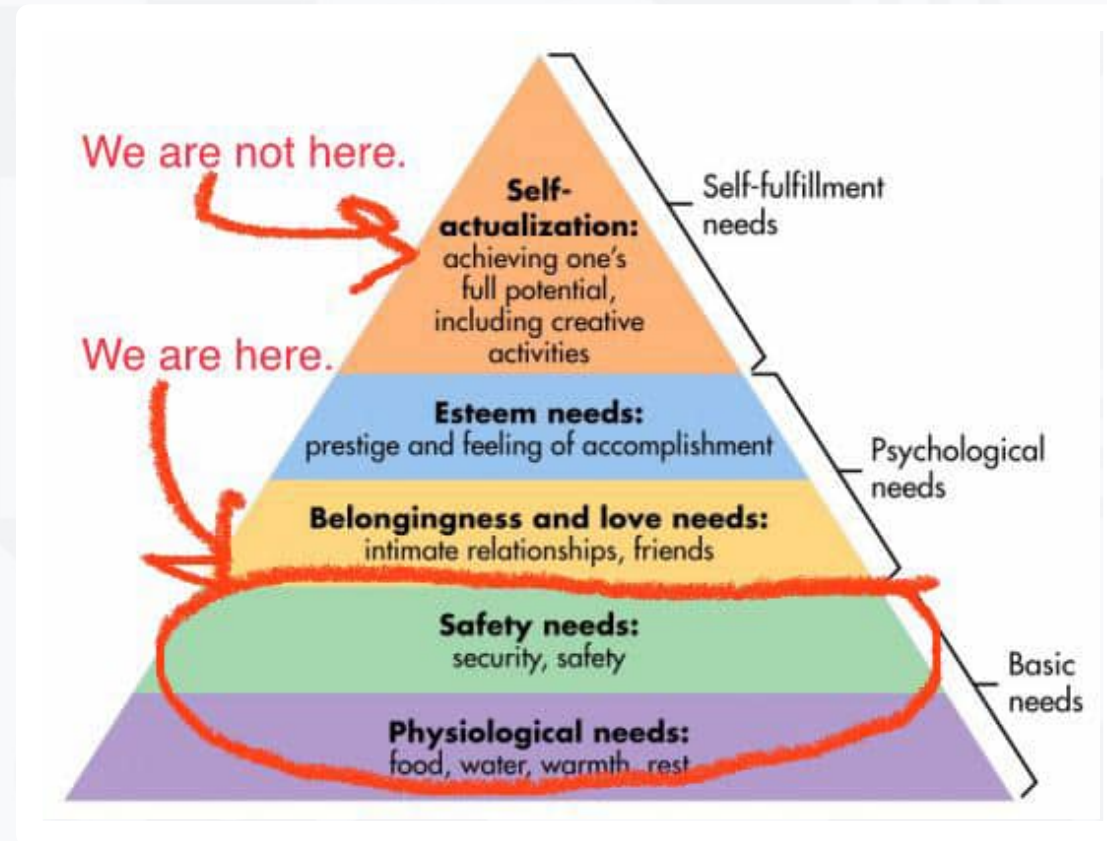 We are not here.
Self-
actualization:
achieving one's
full potential,
including creative
activities
Self-fulfillment
needs
We are here.
Esteem needs:
prestige and feeling of accomplishment
Psychological
needs
Belongingness and love needs:
intimate relationships, friends
Safety needs:
security, safety
Basic
needs
Physiological needs:
food, water, warmth, rest